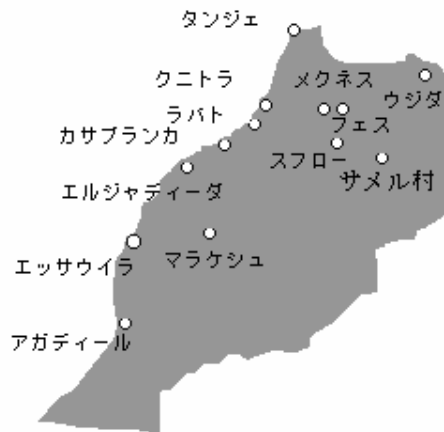 タンジェ
クニトラ
メクネス
ウジダ
ラバト
フェス
カサブランカ
スフロー
サメル村
エルジャディーダ
マラケシュ
エッサウイラ
アガディール